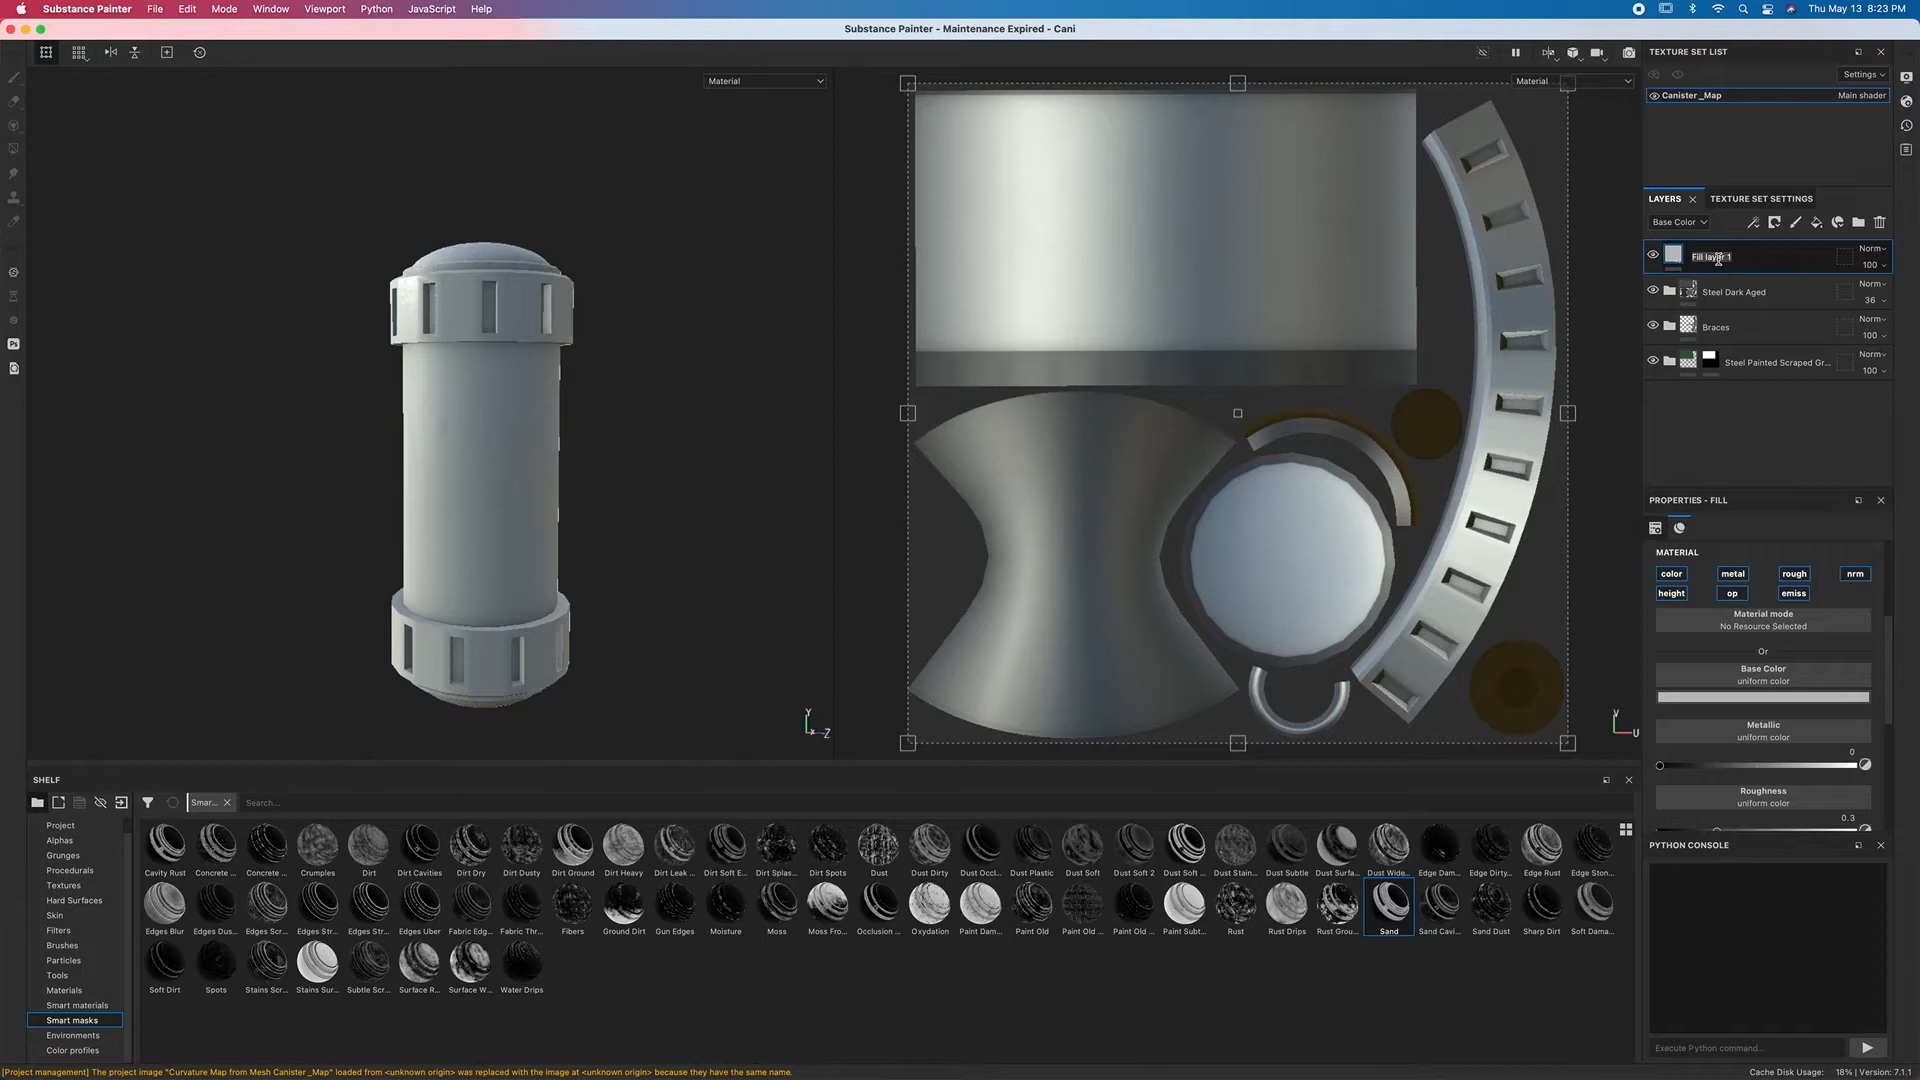 Substance Painter File Edit Mode Window Viewport Python JavaScript Help
Thu May 13 8:23 PM
Substance Painter - Maintenance Expired - Cani
Material
Material
TEXTURE SET LIST
Settings
Canister _Map Main shader
LAYERS TEXTURE SET SETTINGS
Base Color
Fill layer 1 Norm 100
Steel Dark Aged Norm 36
Braces Norm 100
Steel Painted Scraped Gr... Norm 100
PROPERTIES - FILL
MATERIAL
color metal rough nrm
height op emiss
Material mode
No Resource Selected
Or
Base Color
uniform color
Metallic
uniform color
0
Roughness
uniform color
0.3
Y
Z
V
U
PYTHON CONSOLE
Execute Python command...
SHELF
Smar...
Search...
Project
Alphas
Grunges
Procedurals
Textures
Hard Surfaces
Skin
Filters
Brushes
Particles
Tools
Materials
Smart materials
Smart masks
Environments
Color profiles
Cavity Rust Concrete ... Concrete ... Crumples Dirt Dirt Cavities Dirt Dry Dirt Dusty Dirt Ground Dirt Heavy Dirt Leak ... Dirt Soft E... Dirt Splas... Dirt Spots Dust Dust Dirty Dust Occl... Dust Plastic Dust Soft Dust Soft 2 Dust Soft ... Dust Stain... Dust Subtle Dust Surfa... Dust Wide... Edge Dam... Edge Dirty... Edge Rust Edge Ston...
Edges Blur Edges Dus... Edges Scr... Edges Str... Edges Str... Edges Uber Fabric Edg... Fabric Thr... Fibers Ground Dirt Gun Edges Moisture Moss Moss Fro... Occlusion ... Oxydation Paint Dam... Paint Old Paint Old ... Paint Old ... Paint Subt... Rust Rust Drips Rust Grou... Sand Sand Cavi... Sand Dust Sharp Dirt Soft Dama...
Soft Dirt Spots Stains Scr... Stains Sur... Subtle Scr... Surface R... Surface W... Water Drips
[Project management] The project image "Curvature Map from Mesh Canister _Map" loaded from <unknown origin> was replaced with the image at <unknown origin> because they have the same name.
Cache Disk Usage: 18% | Version: 7.1.1